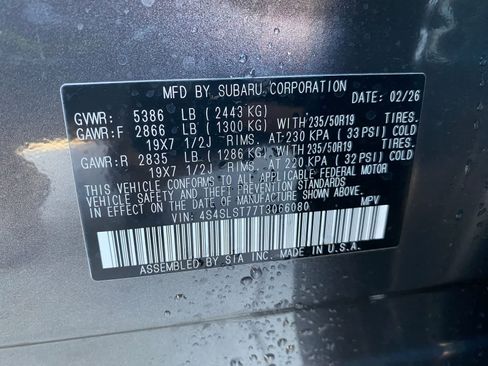 MFD BY SUBARU CORPORATION
DATE 02/26
GVWR: 5386 LB (2443 KG)
GAWR:F 2866 LB (1300 KG) WITH 235/50R19 TIRES.
19X7 1/2J RIMS. AT 230 KPA (33 PSI) COLD
GAWR:R 2835 LB (1286 KG) WITH 235/50R19 TIRES.
19X7 1/2J RIMS. AT 220 KPA (32 PSI) COLD
THIS VEHICLE CONFORMS TO ALL APPLICABLE FEDERAL MOTOR
VEHICLE SAFETY AND THEFT PREVENTION STANDARDS
IN EFFECT ON THE DATE OF MANUFACTURE SHOWN ABOVE.
VIN: 4S4SLST77T3066080 MPV
ASSEMBLED BY SIA INC. MADE IN U.S.A.